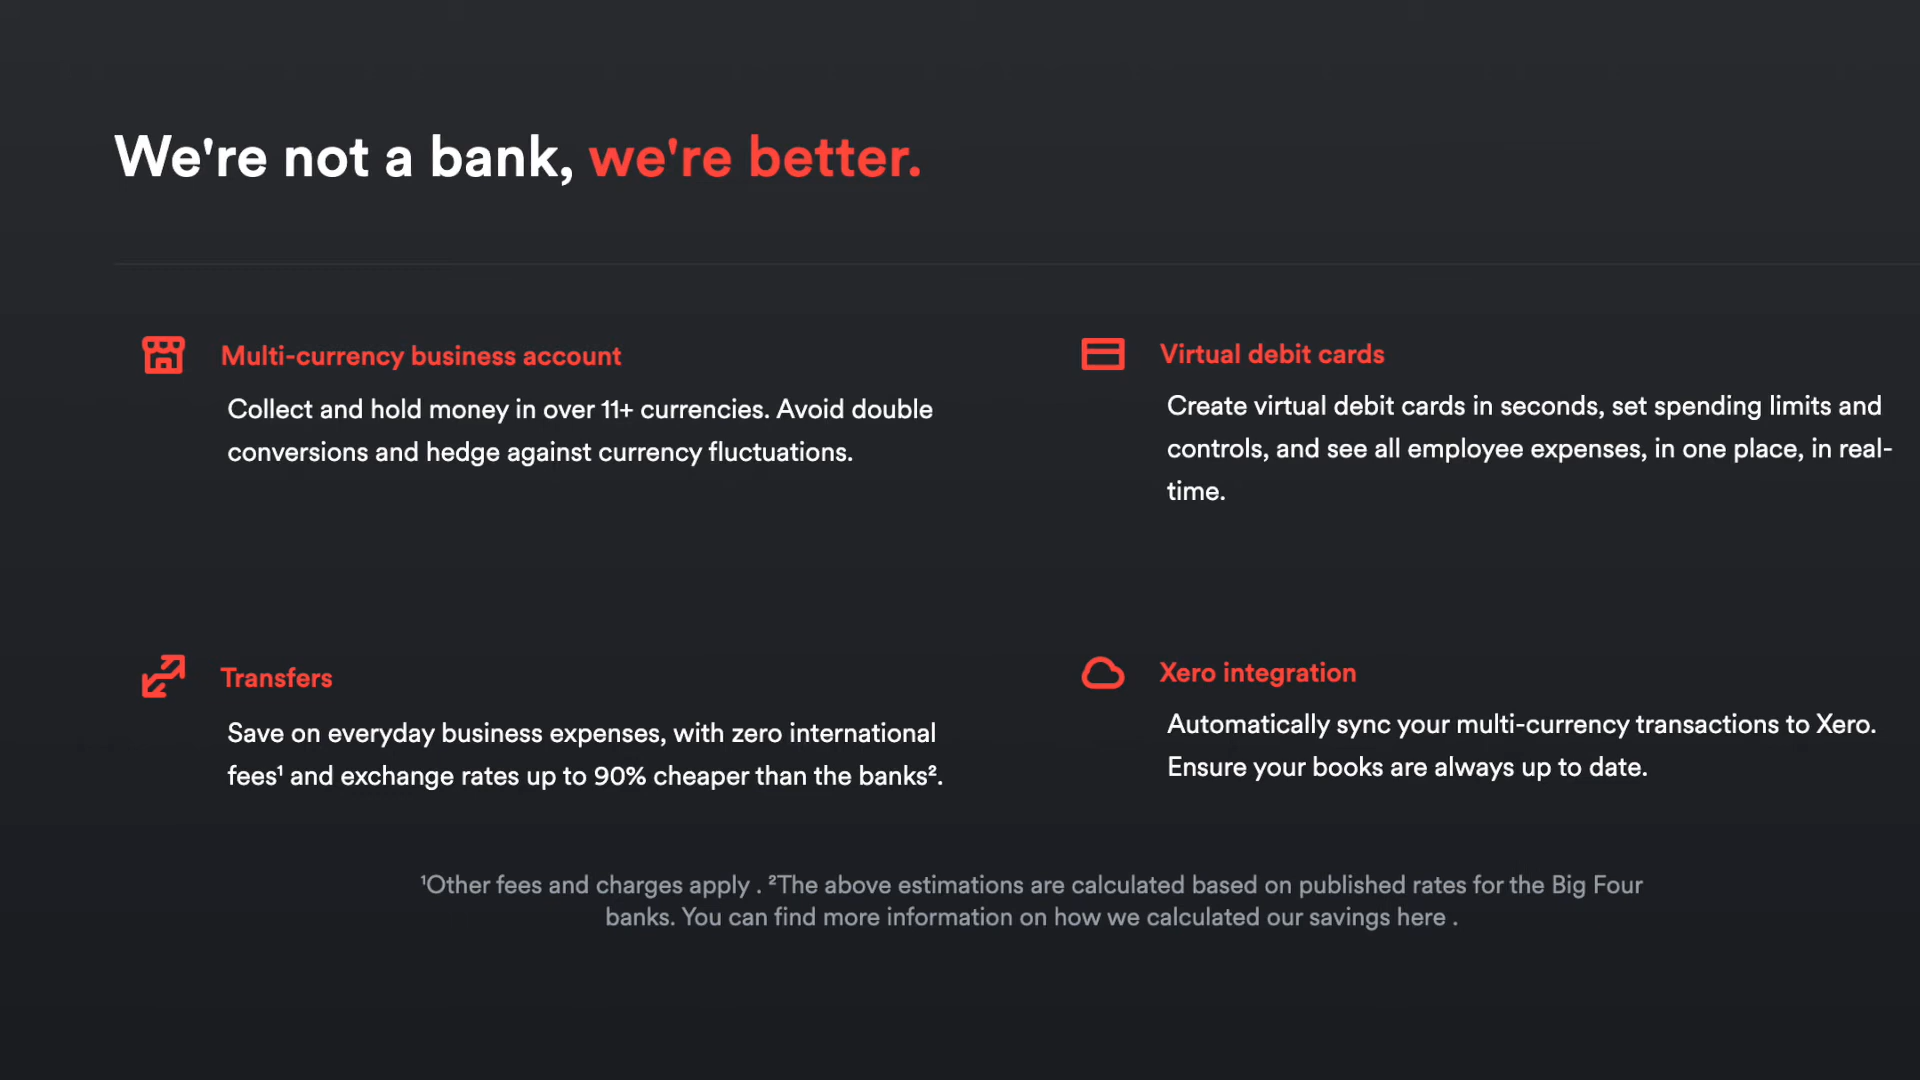 We're not a bank, we're better.
Multi-currency business account
Collect and hold money in over 11+ currencies. Avoid double
conversions and hedge against currency fluctuations.
Virtual debit cards
Create virtual debit cards in seconds, set spending limits and
controls, and see all employee expenses, in one place, in real-
time.
Transfers
Save on everyday business expenses, with zero international
fees¹ and exchange rates up to 90% cheaper than the banks².
Xero integration
Automatically sync your multi-currency transactions to Xero.
Ensure your books are always up to date.
¹Other fees and charges apply . ²The above estimations are calculated based on published rates for the Big Four
banks. You can find more information on how we calculated our savings here .